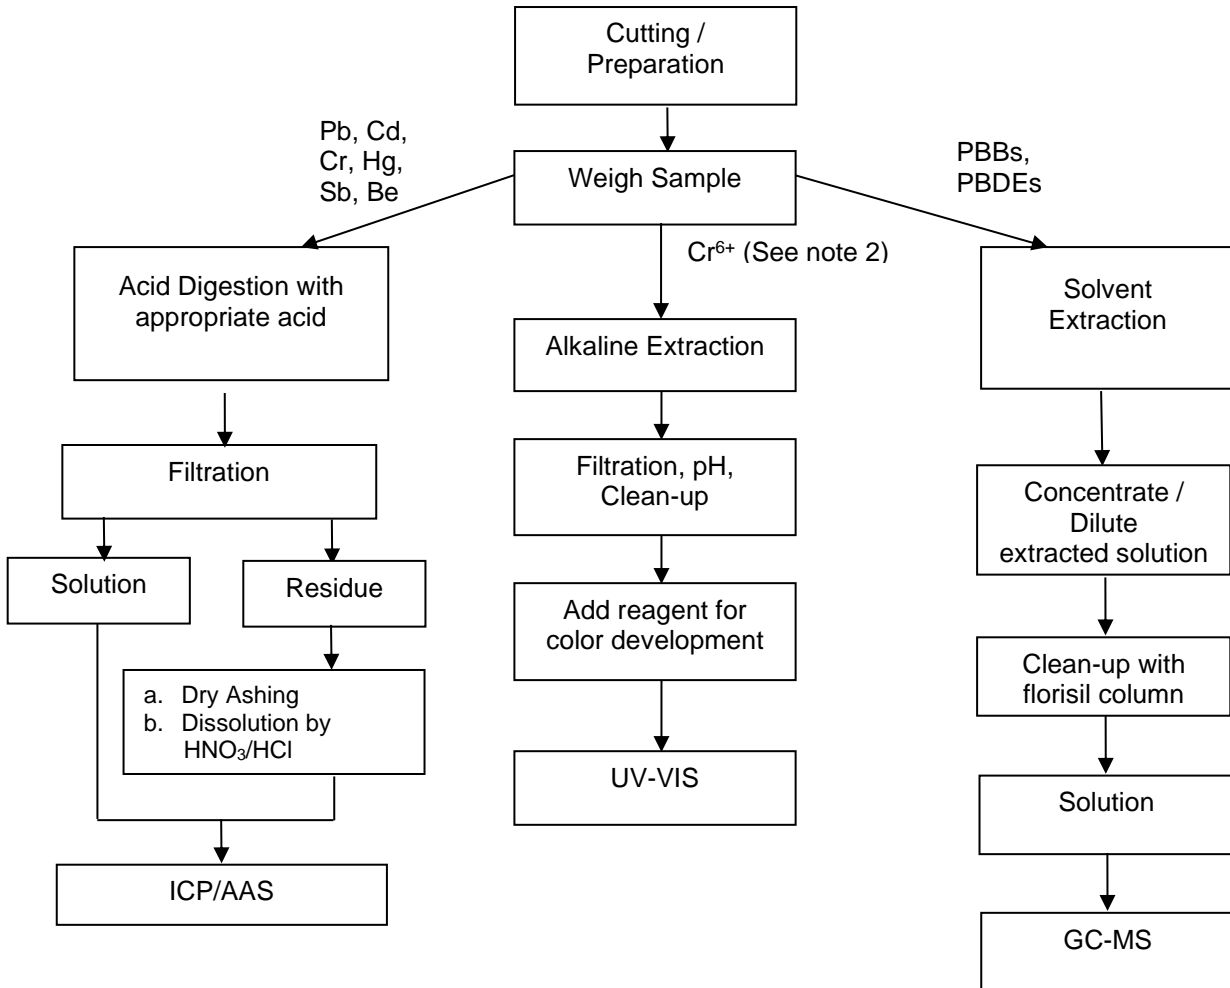 Cutting /
Preparation
Pb, Cd,
Cr, Hg,
Sb, Be
Weigh Sample
PBBs,
PBDEs
Cr⁶⁺ (See note 2)
Acid Digestion with
appropriate acid
Alkaline Extraction
Solvent
Extraction
Filtration
Filtration, pH,
Clean-up
Concentrate /
Dilute
extracted solution
Solution
Residue
Add reagent for
color development
a. Dry Ashing
b. Dissolution by
HNO₃/HCl
Clean-up with
florisil column
UV-VIS
Solution
ICP/AAS
GC-MS